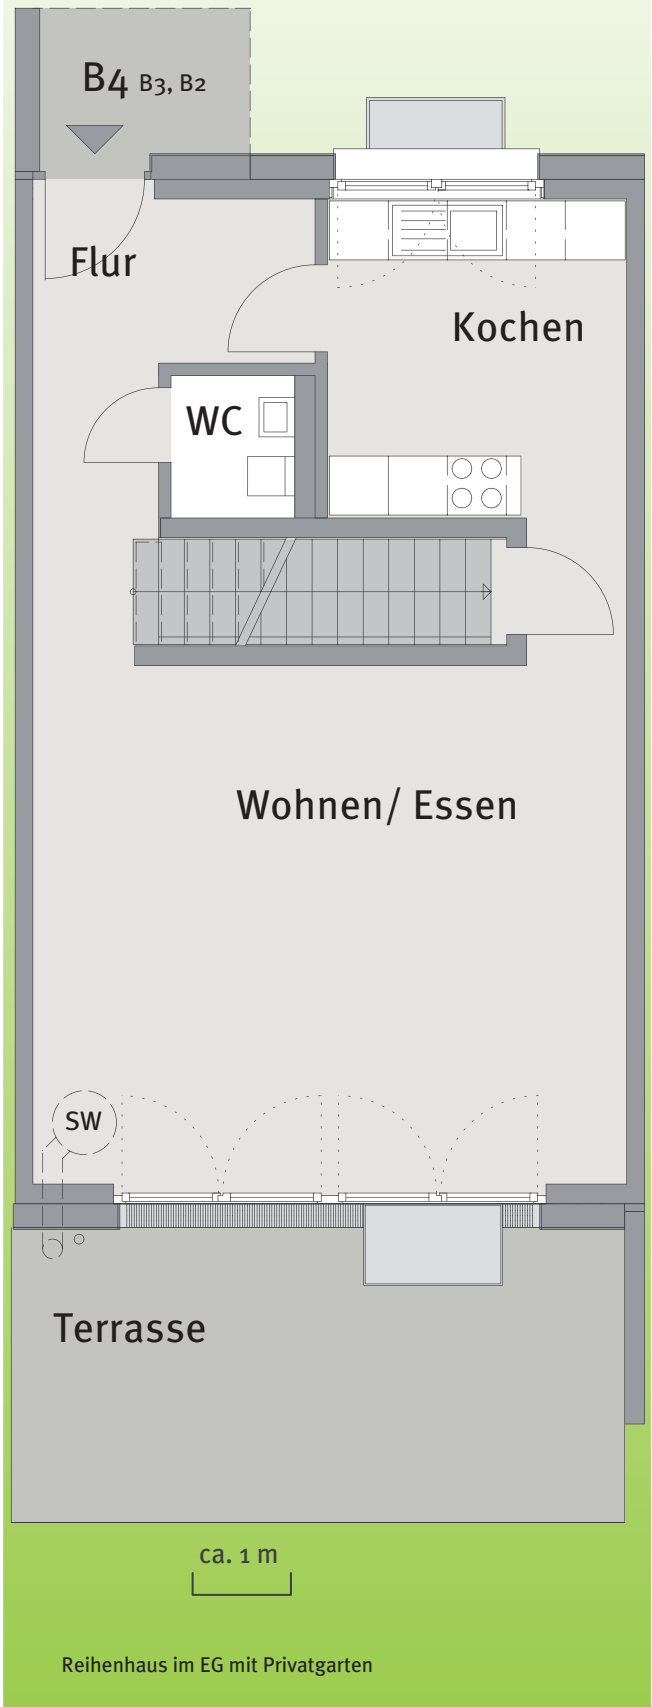 B4 B3, B2
Flur
Kochen
WC
Wohnen/ Essen
SW
Terrasse
ca. 1 m
Reihenhaus im EG mit Privatgarten